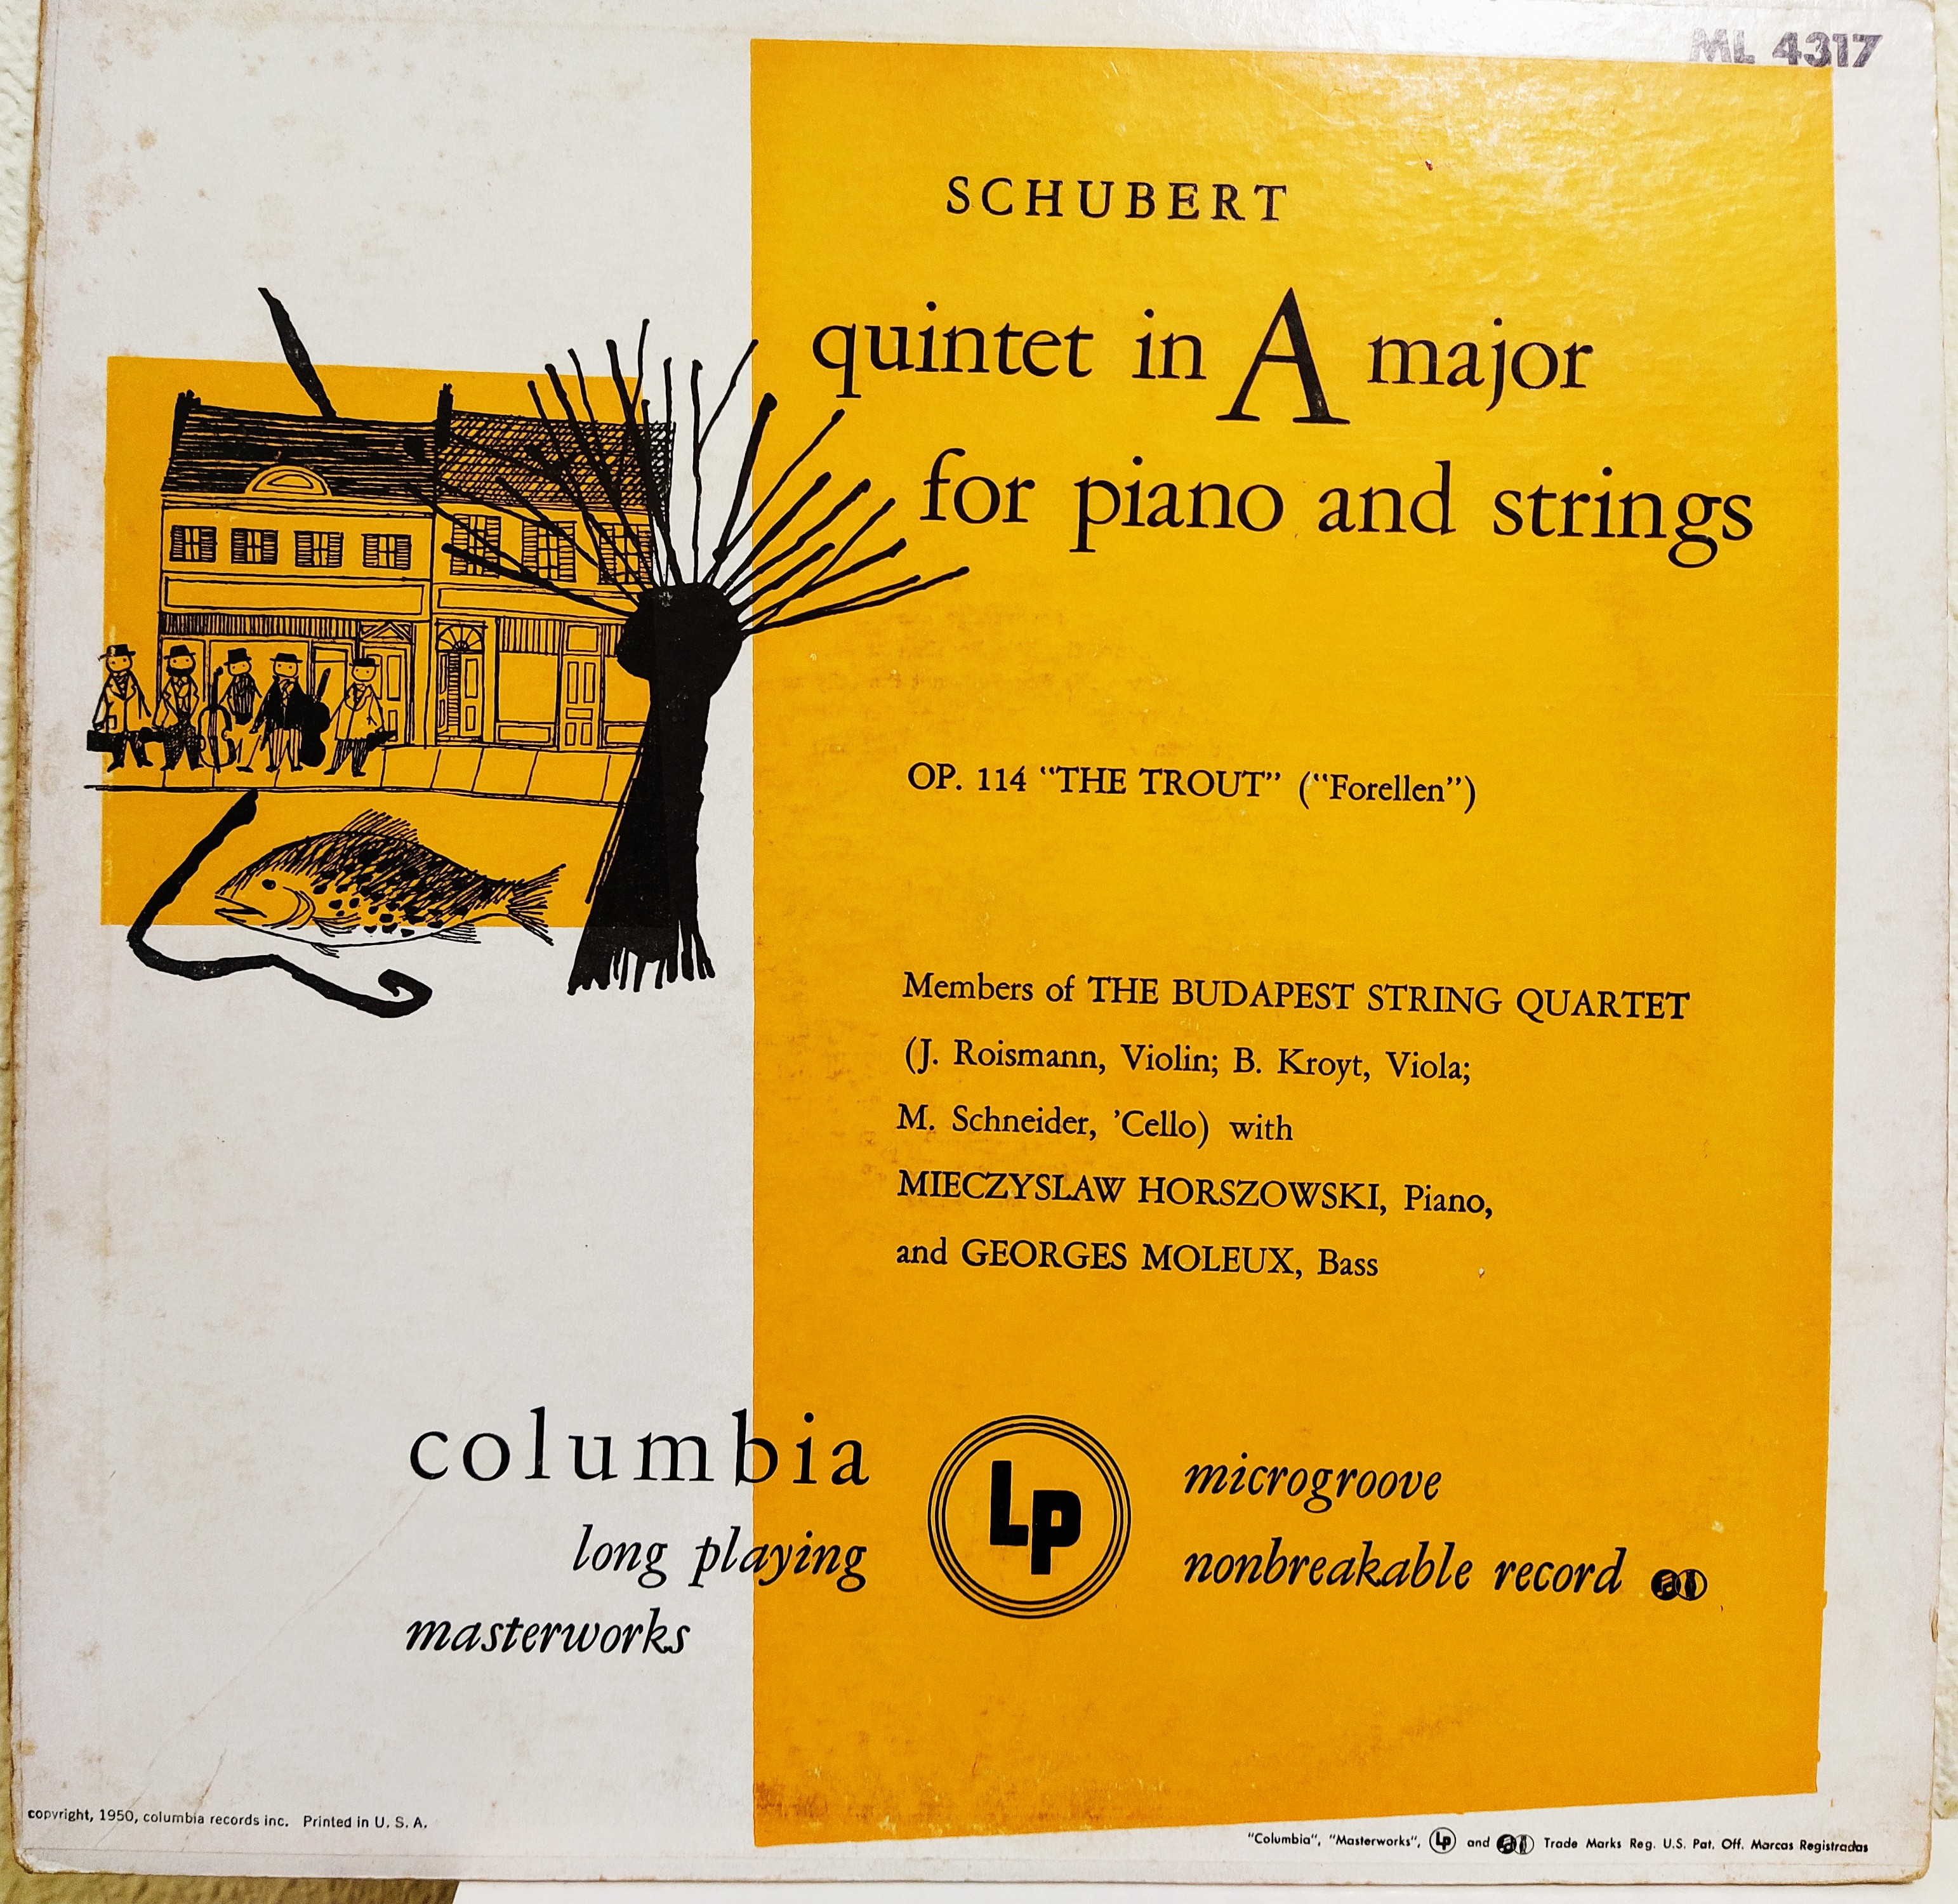 ML 4317
SCHUBERT
quintet in A major
for piano and strings
OP. 114 “THE TROUT” (“Forellen”)
Members of THE BUDAPEST STRING QUARTET
(J. Roismann, Violin; B. Kroyt, Viola;
M. Schneider, ’Cello) with
MIECZYSLAW HORSZOWSKI, Piano,
and GEORGES MOLEUX, Bass
columbia
long playing
masterworks
LP
microgroove
nonbreakable record
copyright, 1950, columbia records inc. Printed in U. S. A.
"Columbia", "Masterworks", LP and Trade Marks Reg. U.S. Pat. Off. Marcas Registradas